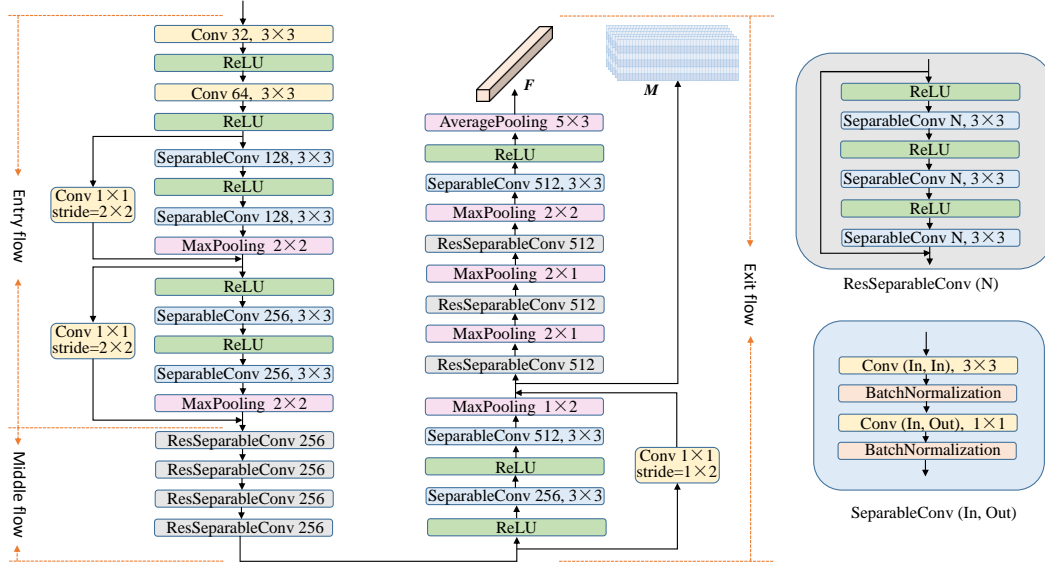 Entry flow
Middle flow
Conv 32, 3×3
ReLU
Conv 64, 3×3
ReLU
SeparableConv 128, 3×3
ReLU
SeparableConv 128, 3×3
MaxPooling 2×2
Conv 1×1
stride=2×2
ReLU
SeparableConv 256, 3×3
ReLU
SeparableConv 256, 3×3
MaxPooling 2×2
Conv 1×1
stride=2×2
ResSeparableConv 256
ResSeparableConv 256
ResSeparableConv 256
ResSeparableConv 256
F
M
AveragePooling 5×3
ReLU
SeparableConv 512, 3×3
MaxPooling 2×2
ResSeparableConv 512
MaxPooling 2×1
ResSeparableConv 512
MaxPooling 2×1
ResSeparableConv 512
MaxPooling 1×2
SeparableConv 512, 3×3
ReLU
SeparableConv 256, 3×3
ReLU
Conv 1×1
stride=1×2
Exit flow
ReLU
SeparableConv N, 3×3
ReLU
SeparableConv N, 3×3
ReLU
SeparableConv N, 3×3
ResSeparableConv (N)
Conv (In, In), 3×3
BatchNormalization
Conv (In, Out), 1×1
BatchNormalization
SeparableConv (In, Out)